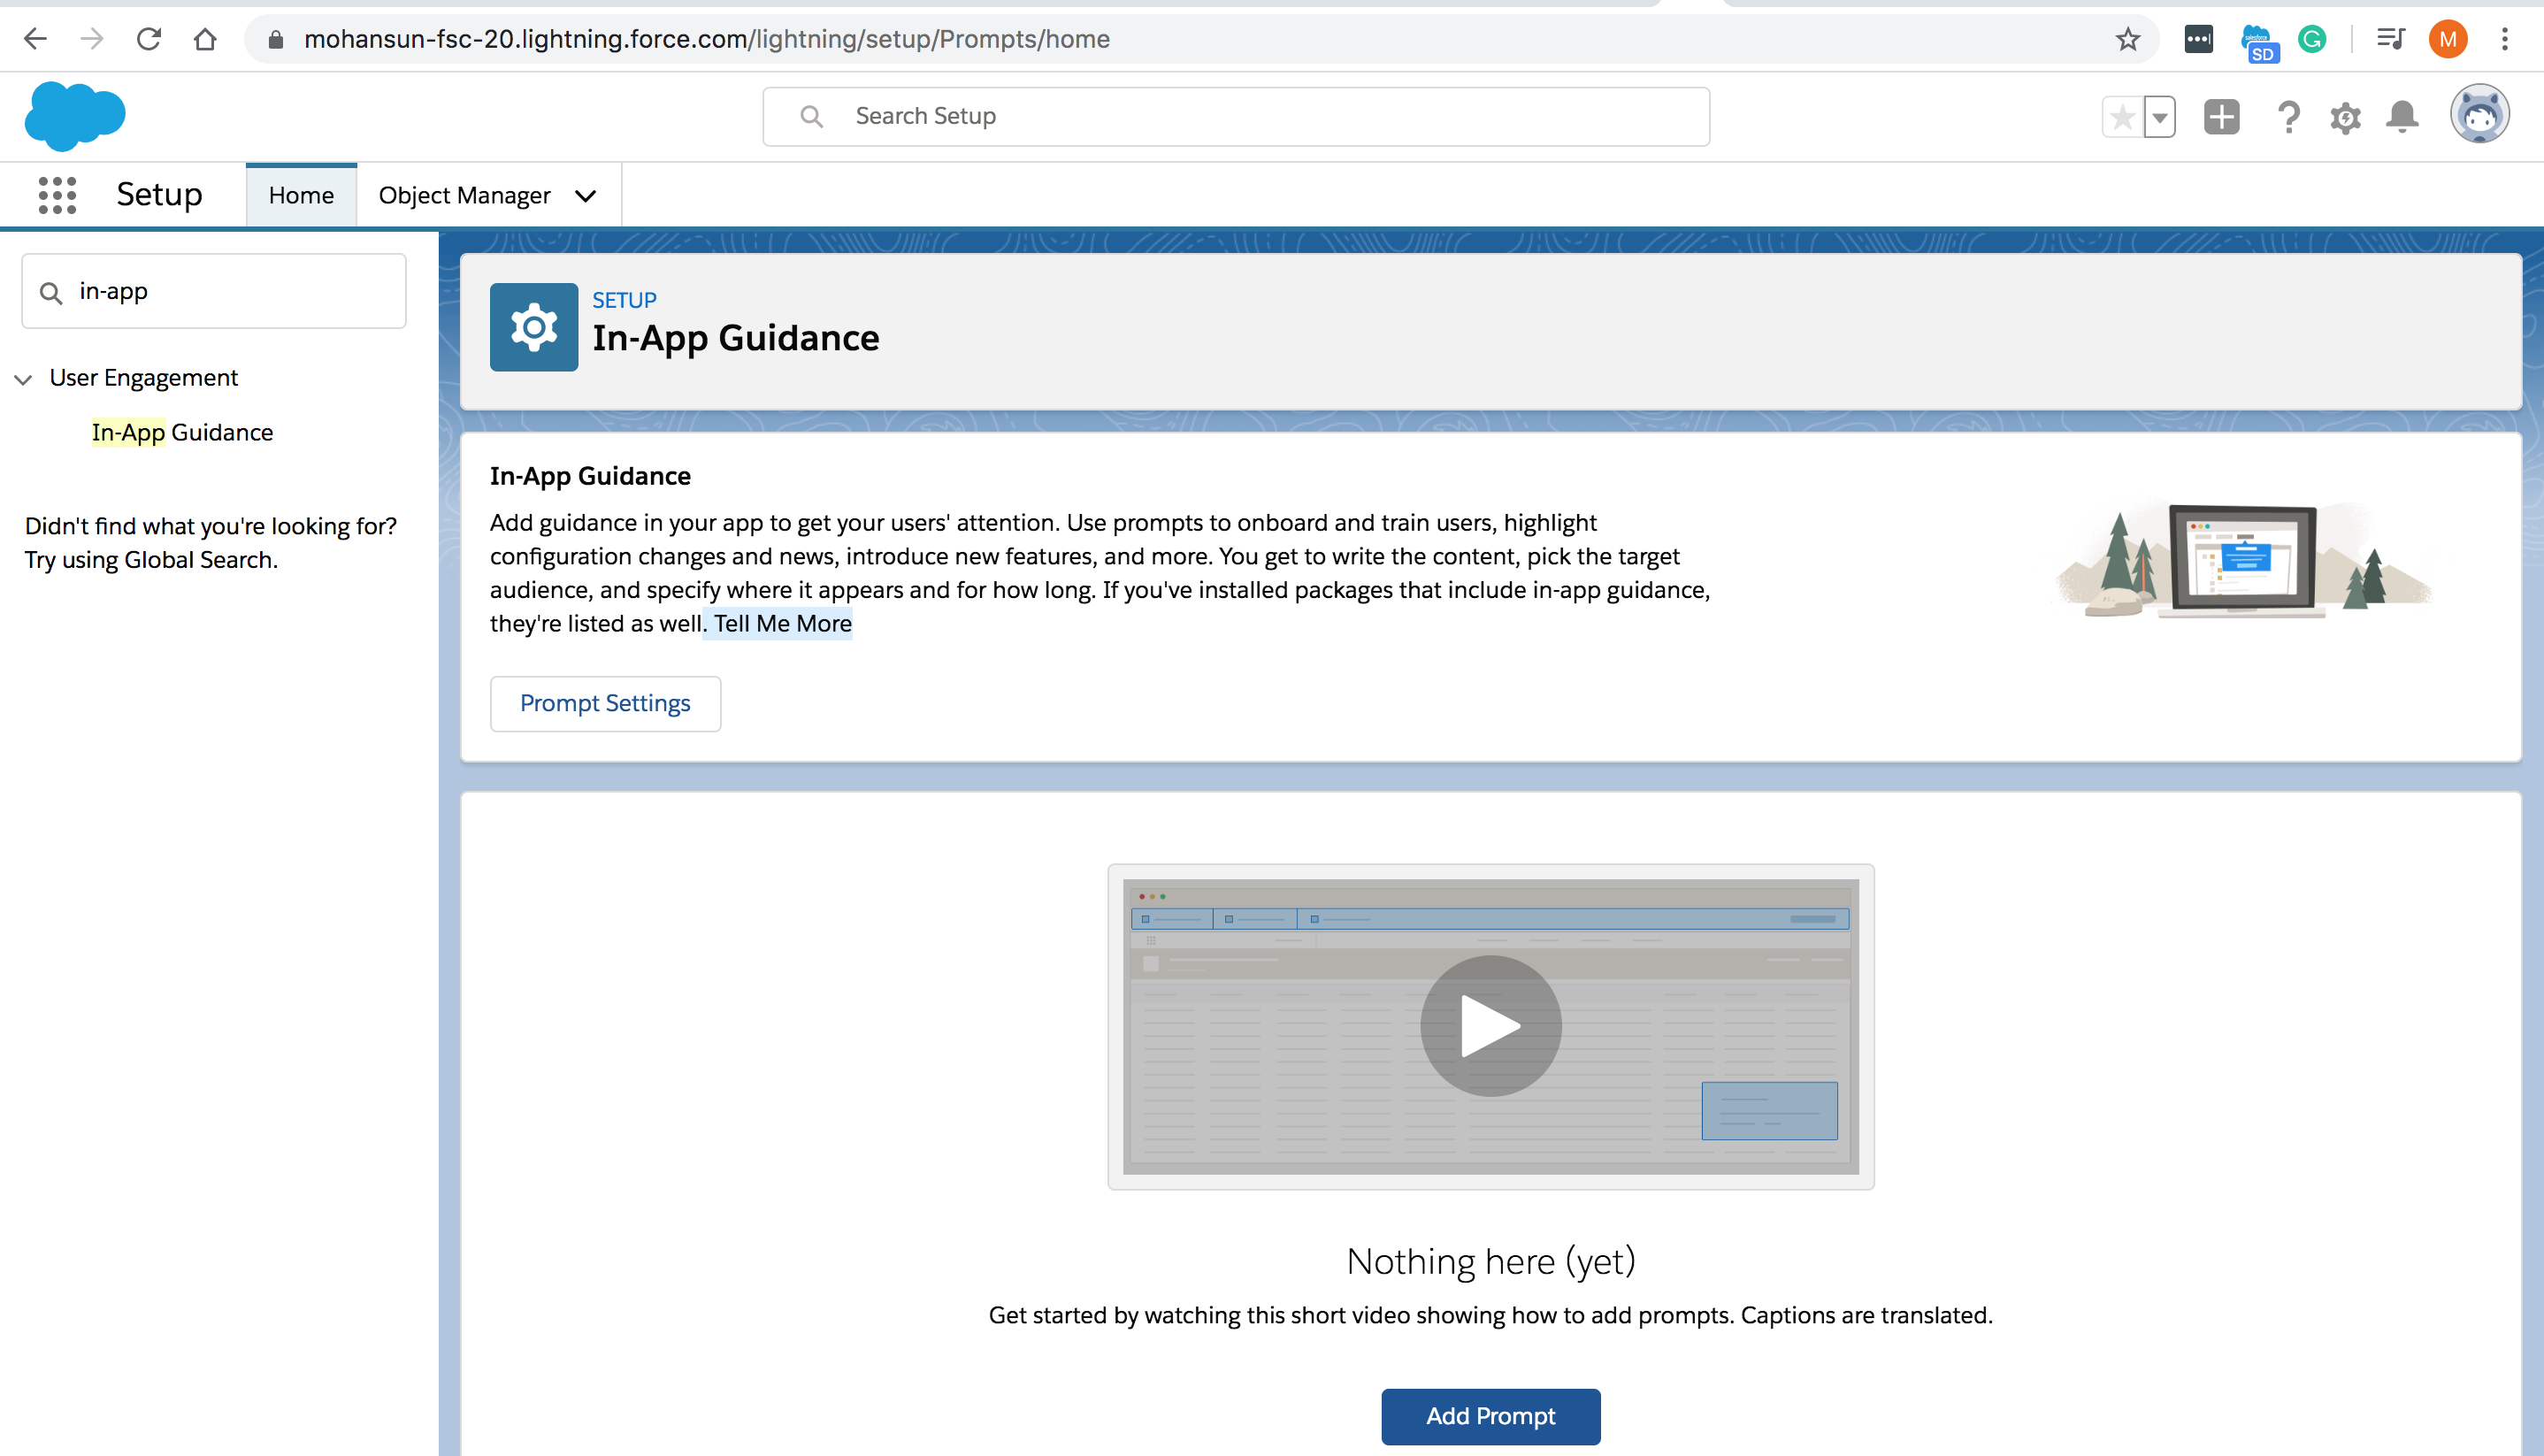 mohansun-fsc-20.lightning.force.com/lightning/setup/Prompts/home
SD
M
Search Setup
Setup
Home
Object Manager
in-app
User Engagement
In-App Guidance
Didn't find what you're looking for?
Try using Global Search.
SETUP
In-App Guidance
In-App Guidance
Add guidance in your app to get your users' attention. Use prompts to onboard and train users, highlight
configuration changes and news, introduce new features, and more. You get to write the content, pick the target
audience, and specify where it appears and for how long. If you've installed packages that include in-app guidance,
they're listed as well. Tell Me More
Prompt Settings
Nothing here (yet)
Get started by watching this short video showing how to add prompts. Captions are translated.
Add Prompt